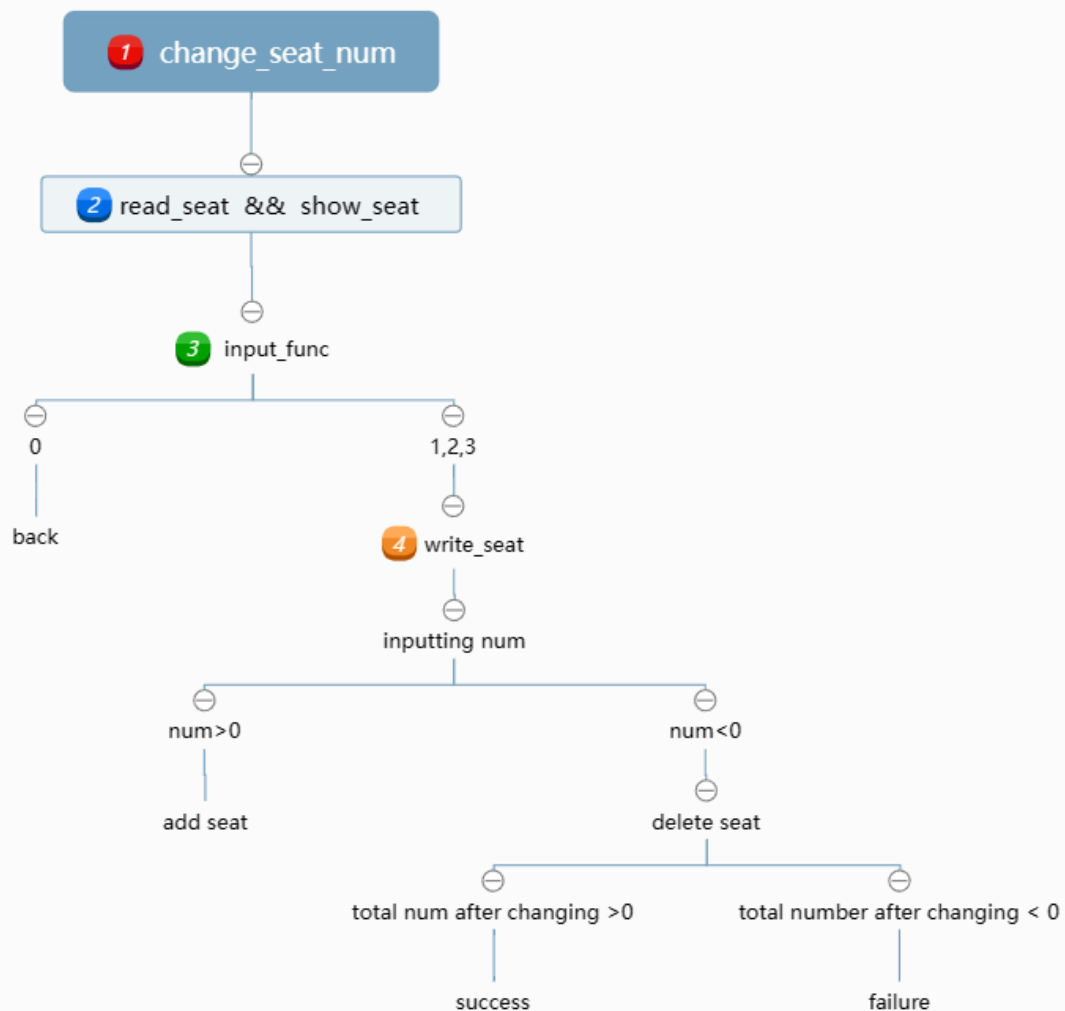 1 change_seat_num
2 read_seat && show_seat
3 input_func
0 1,2,3
back
4 write_seat
inputting num
num>0 num<0
add seat delete seat
total num after changing >0 total number after changing < 0
success failure